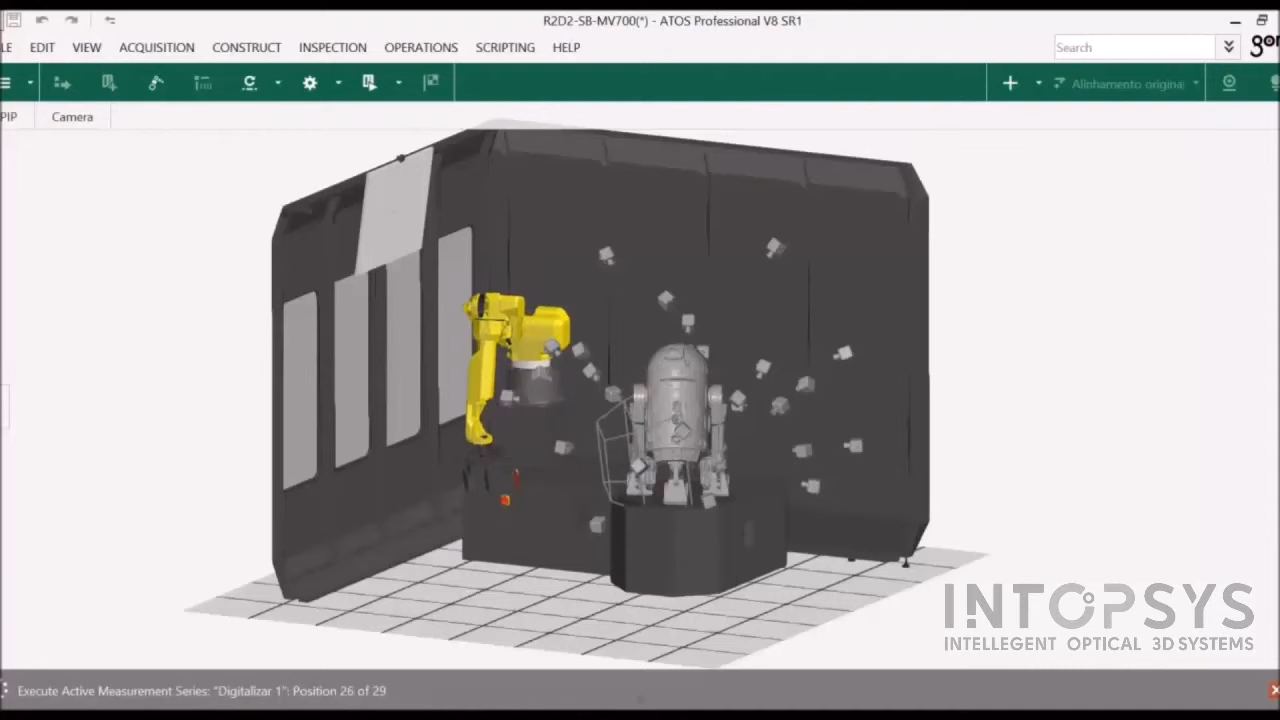 R2D2-SB-MV700(*) - ATOS Professional V8 SR1
LE EDIT VIEW ACQUISITION CONSTRUCT INSPECTION OPERATIONS SCRIPTING HELP
Search
Alinhamento origina
PIP Camera
INTOPSYS
INTELLEGENT OPTICAL 3D SYSTEMS
Execute Active Measurement Series: "Digitalizar 1": Position 26 of 29